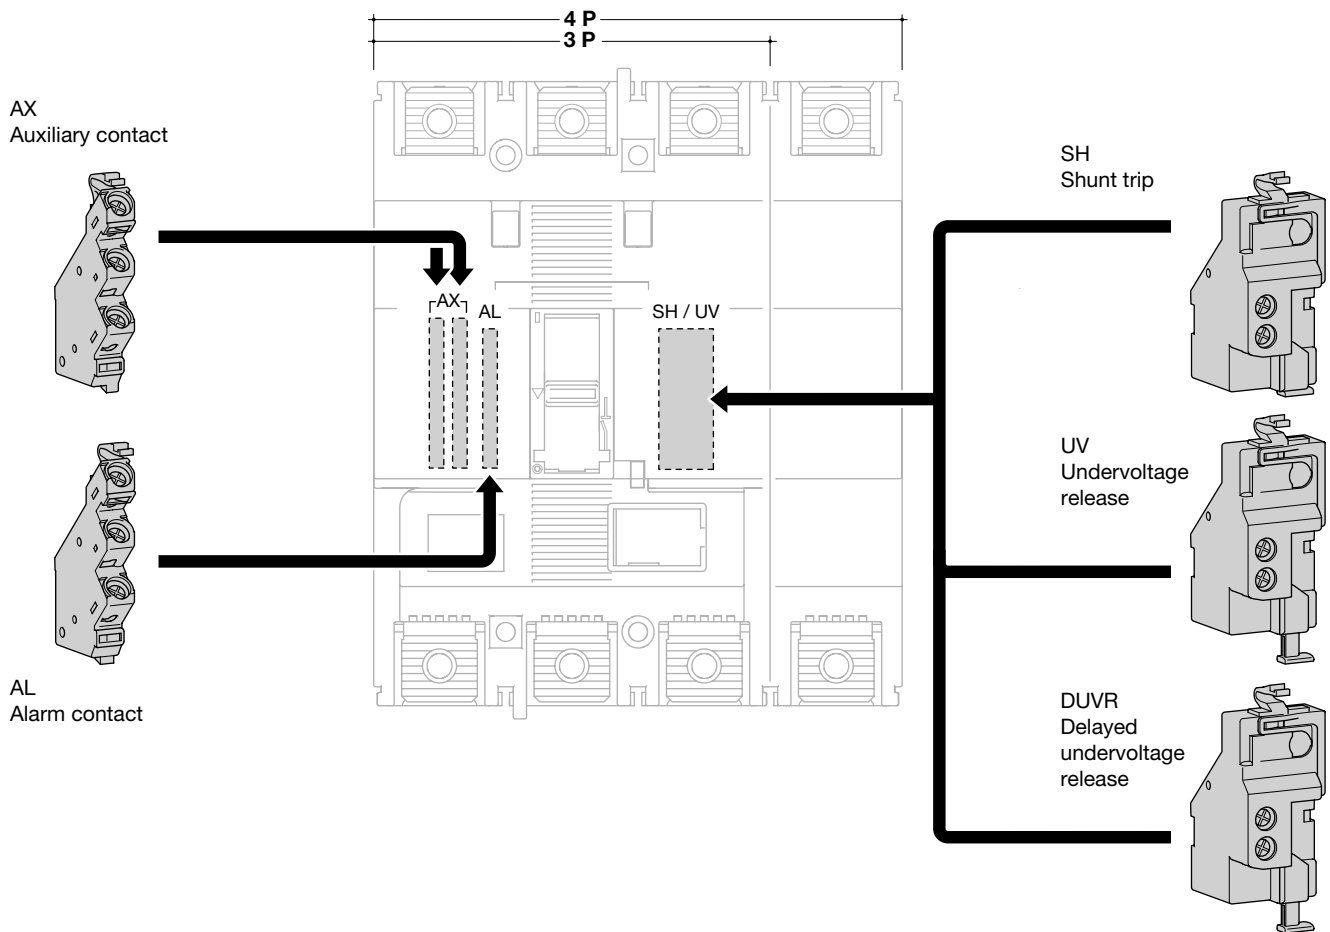 4 P
3 P
AX
Auxiliary contact
SH
Shunt trip
AX
AL
SH / UV
UV
Undervoltage
release
AL
Alarm contact
DUVR
Delayed
undervoltage
release